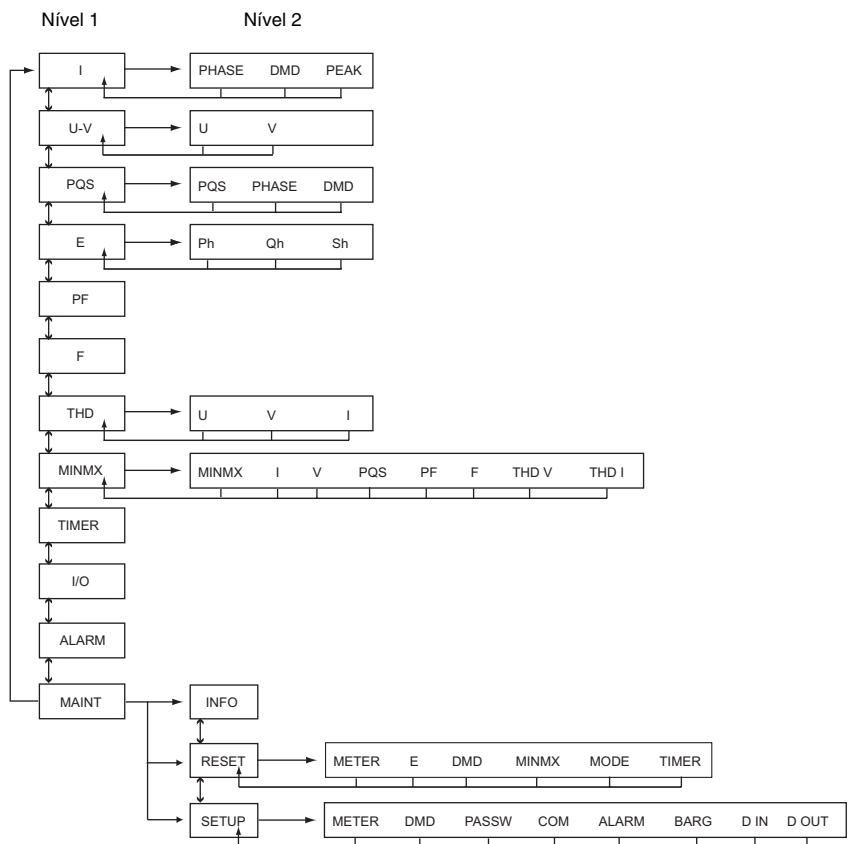 Nível 1 Nível 2
I PHASE DMD PEAK
U-V U V
PQS PQS PHASE DMD
E Ph Qh Sh
PF
F
THD U V I
MINMX MINMX I V PQS PF F THD V THD I
TIMER
I/O
ALARM
MAINT INFO
RESET METER E DMD MINMX MODE TIMER
SETUP METER DMD PASSW COM ALARM BARG D IN D OUT